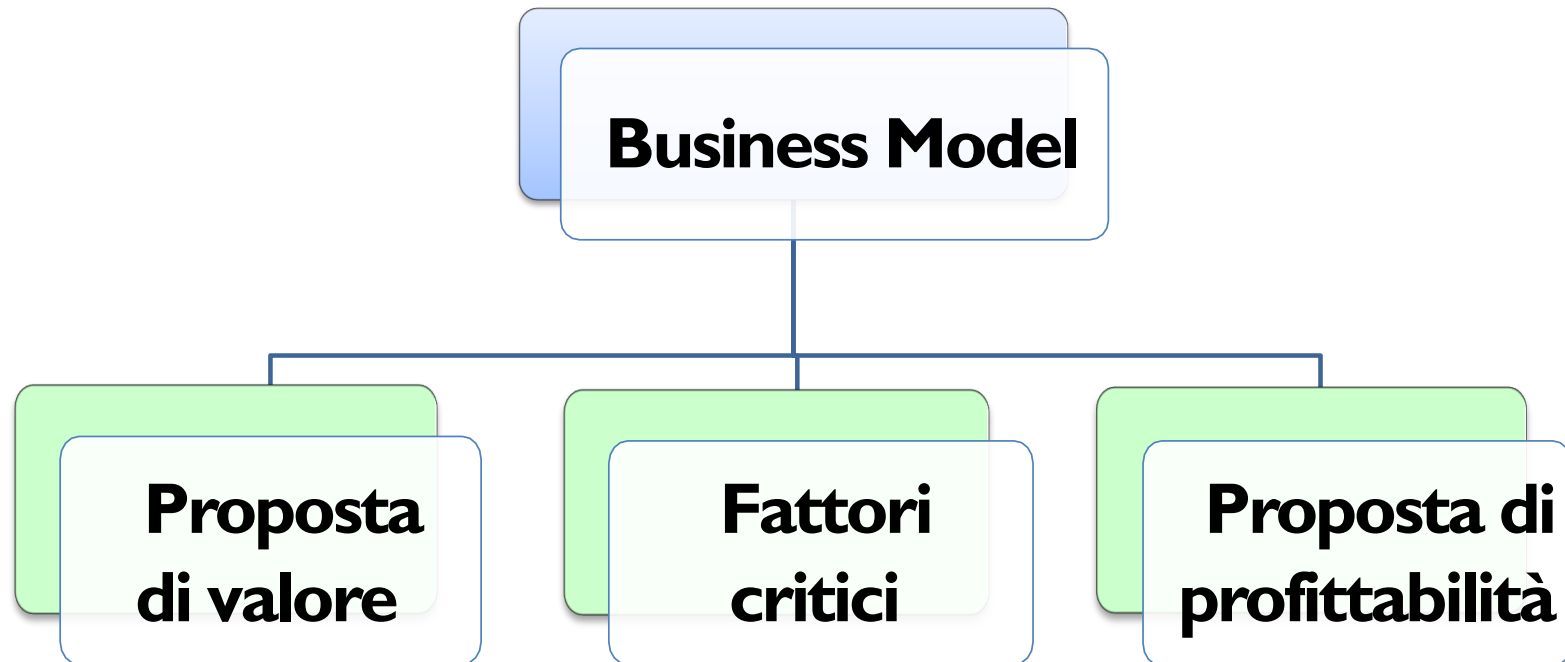 Business Model
Proposta
di valore
Fattori
critici
Proposta di
profittabilità